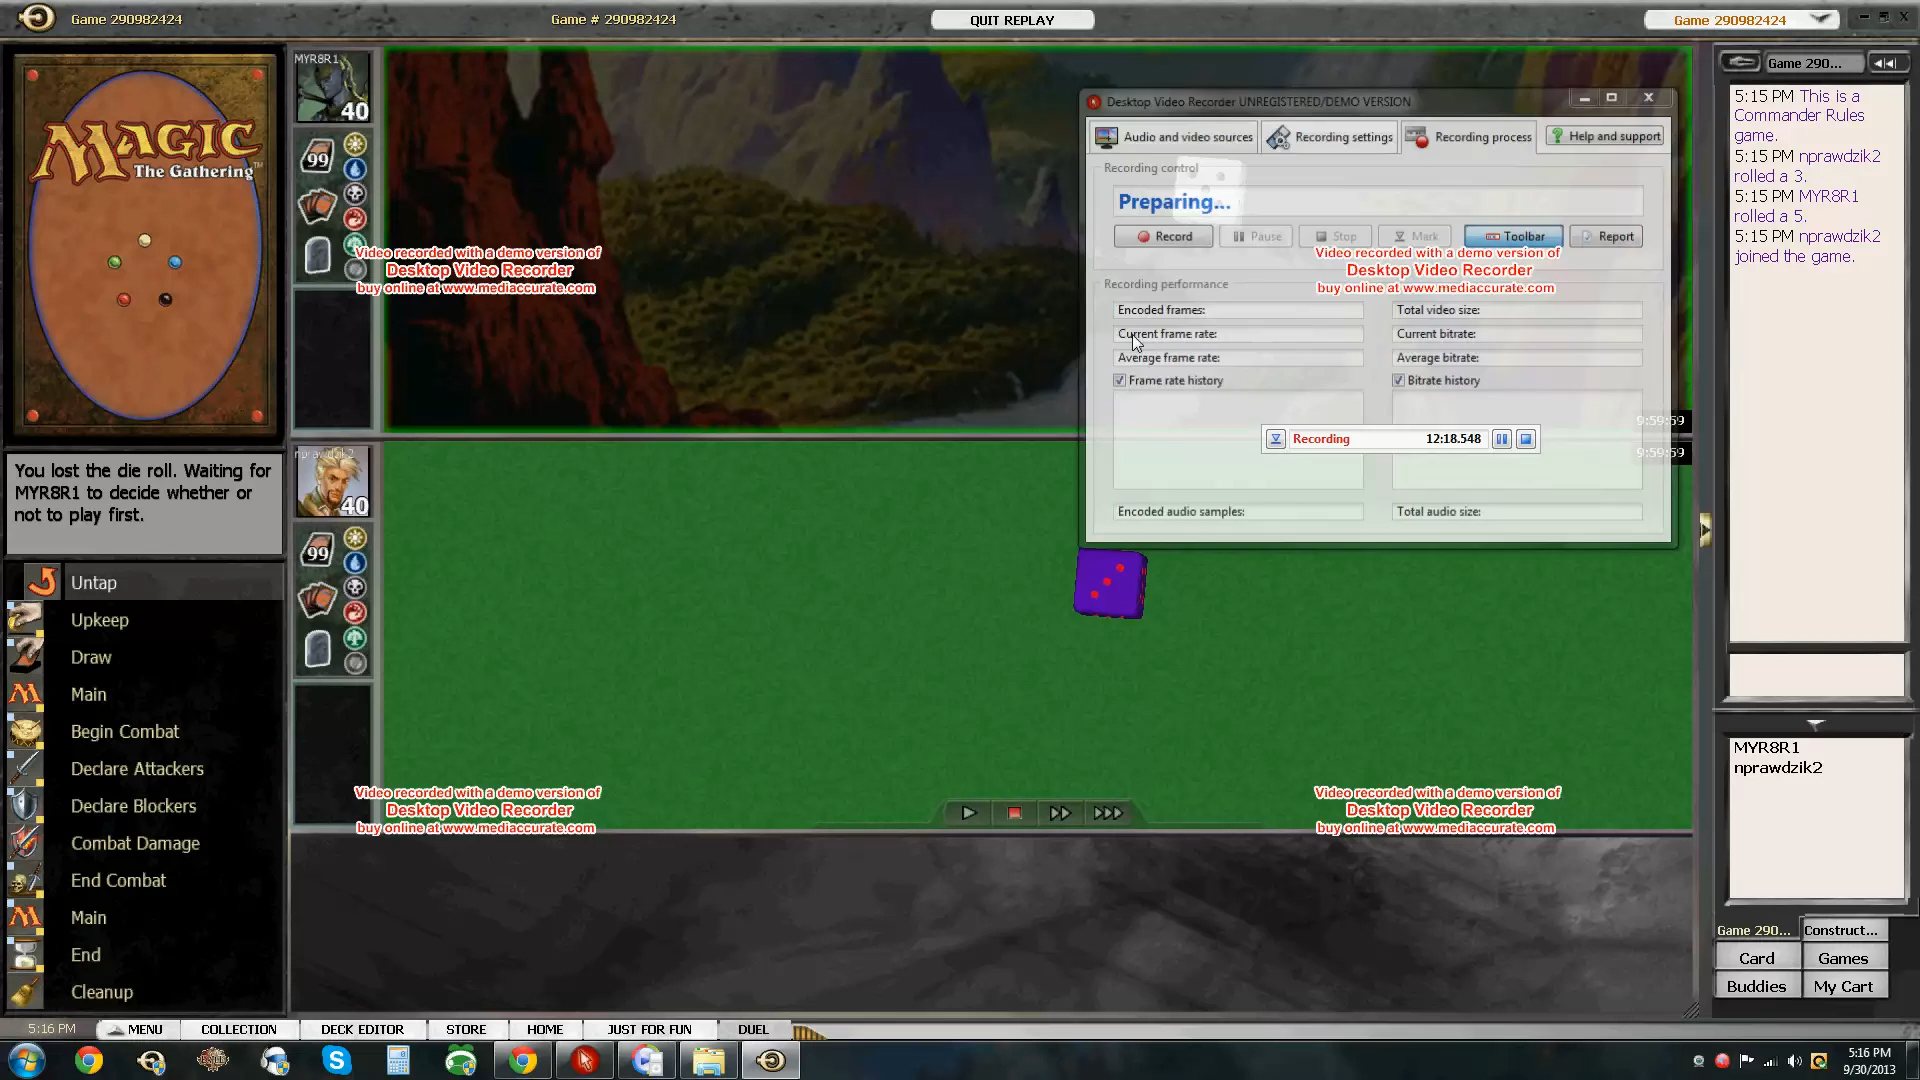 Game 290982424
Game # 290982424
QUIT REPLAY
Game 290982424
MAGIC
The Gathering
MYR8R1
40
99
nprawdzik2
40
99
You lost the die roll. Waiting for
MYR8R1 to decide whether or
not to play first.
Untap
Upkeep
Draw
Main
Begin Combat
Declare Attackers
Declare Blockers
Combat Damage
End Combat
Main
End
Cleanup
Desktop Video Recorder UNREGISTERED/DEMO VERSION
Audio and video sources
Recording settings
Recording process
Help and support
Recording control
Preparing...
Record
Pause
Stop
Mark
Toolbar
Report
Recording performance
Encoded frames:
Total video size:
Current frame rate:
Current bitrate:
Average frame rate:
Average bitrate:
Frame rate history
Bitrate history
Recording
12:18.548
9:59:59
9:59:59
Encoded audio samples:
Total audio size:
Video recorded with a demo version of
Desktop Video Recorder
buy online at www.mediaccurate.com
Video recorded with a demo version of
Desktop Video Recorder
buy online at www.mediaccurate.com
Video recorded with a demo version of
Desktop Video Recorder
buy online at www.mediaccurate.com
Video recorded with a demo version of
Desktop Video Recorder
buy online at www.mediaccurate.com
Game 290...
5:15 PM This is a
Commander Rules
game.
5:15 PM nprawdzik2
rolled a 3.
5:15 PM MYR8R1
rolled a 5.
5:15 PM nprawdzik2
joined the game.
MYR8R1
nprawdzik2
Game 290...
Construct...
Card
Games
Buddies
My Cart
5:16 PM
MENU
COLLECTION
DECK EDITOR
STORE
HOME
JUST FOR FUN
DUEL
5:16 PM
9/30/2013